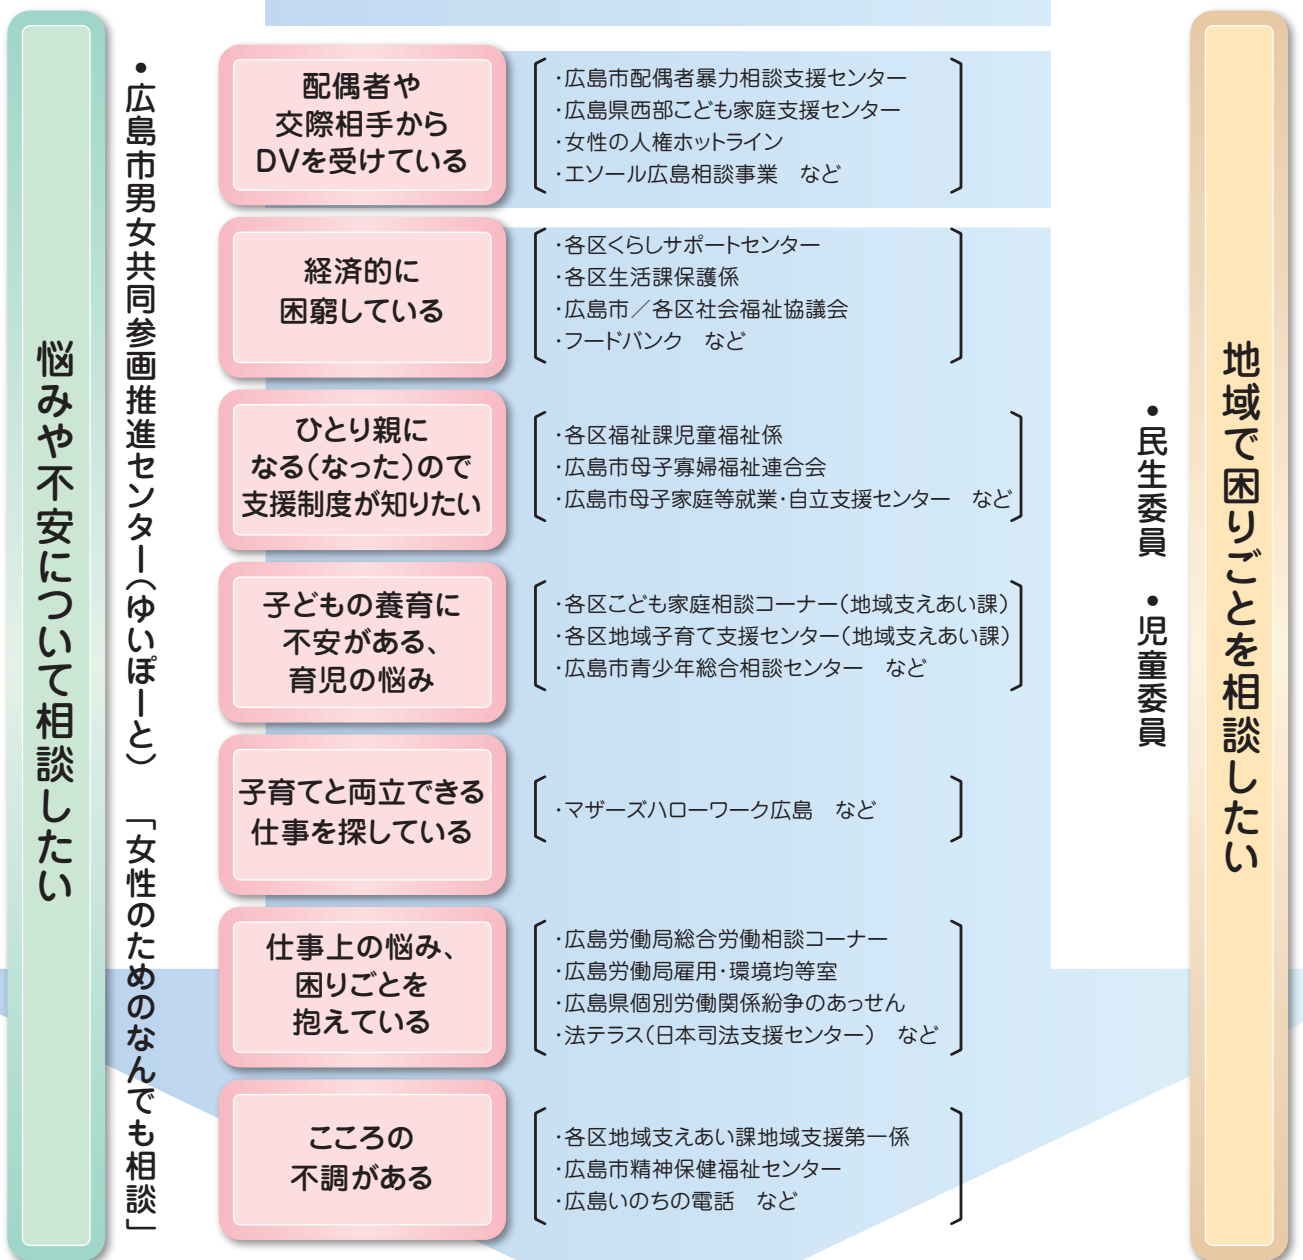 悩みや不安について相談したい
・広島市男女共同参画推進センター(ゆいぽーと) 「女性のためのなんでも相談」
配偶者や
交際相手から
DVを受けている
・広島市配偶者暴力相談支援センター
・広島県西部こども家庭支援センター
・女性の人権ホットライン
・エソール広島相談事業 など
経済的に
困窮している
・各区くらしサポートセンター
・各区生活課保護係
・広島市／各区社会福祉協議会
・フードバンク など
ひとり親に
なる(なった)ので
支援制度が知りたい
・各区福祉課児童福祉係
・広島市母子寡婦福祉連合会
・広島市母子家庭等就業・自立支援センター など
子どもの養育に
不安がある、
育児の悩み
・各区こども家庭相談コーナー(地域支えあい課)
・各区地域子育て支援センター(地域支えあい課)
・広島市青少年総合相談センター など
子育てと両立できる
仕事を探している
・マザーズハローワーク広島 など
仕事上の悩み、
困りごとを
抱えている
・広島労働局総合労働相談コーナー
・広島労働局雇用・環境均等室
・広島県個別労働関係紛争のあっせん
・法テラス(日本司法支援センター) など
こころの
不調がある
・各区地域支えあい課地域支援第一係
・広島市精神保健福祉センター
・広島いのちの電話 など
・民生委員 ・児童委員
地域で困りごとを相談したい